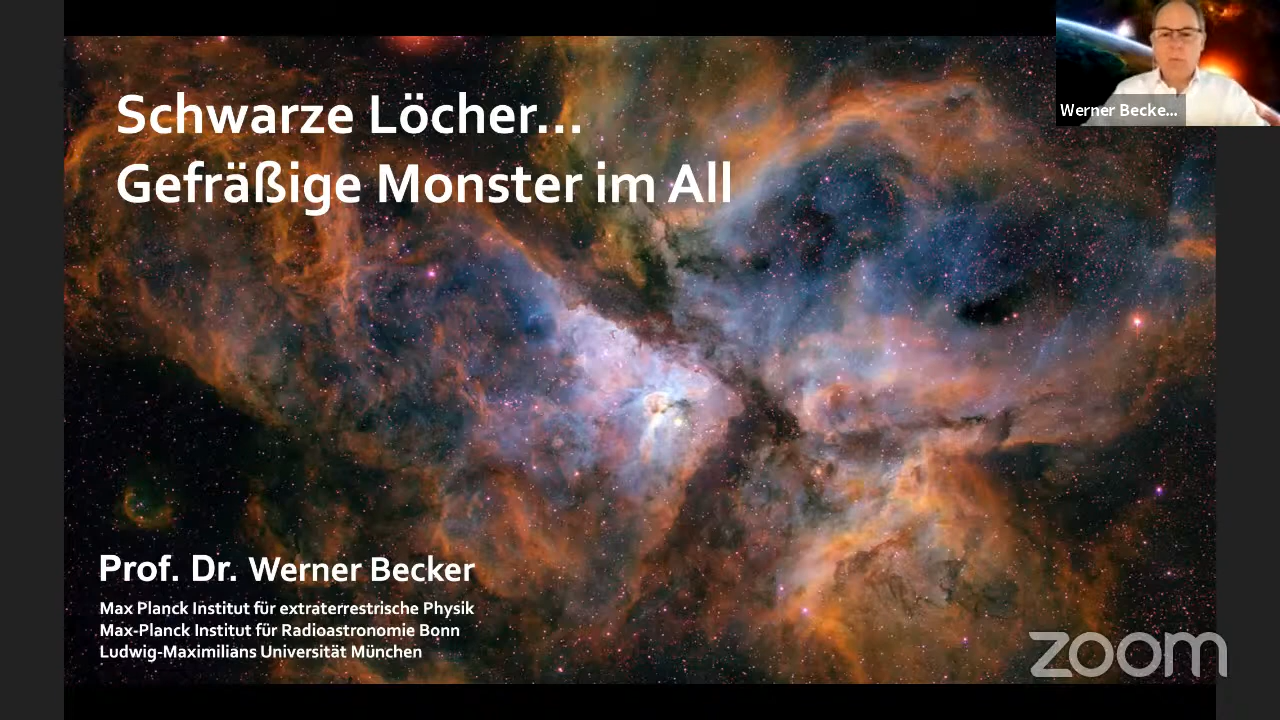 Schwarze Löcher...
Gefräßige Monster im All
Werner Becke...
Prof. Dr. Werner Becker
Max Planck Institut für extraterrestrische Physik
Max-Planck Institut für Radioastronomie Bonn
Ludwig-Maximilians Universität München
zoom